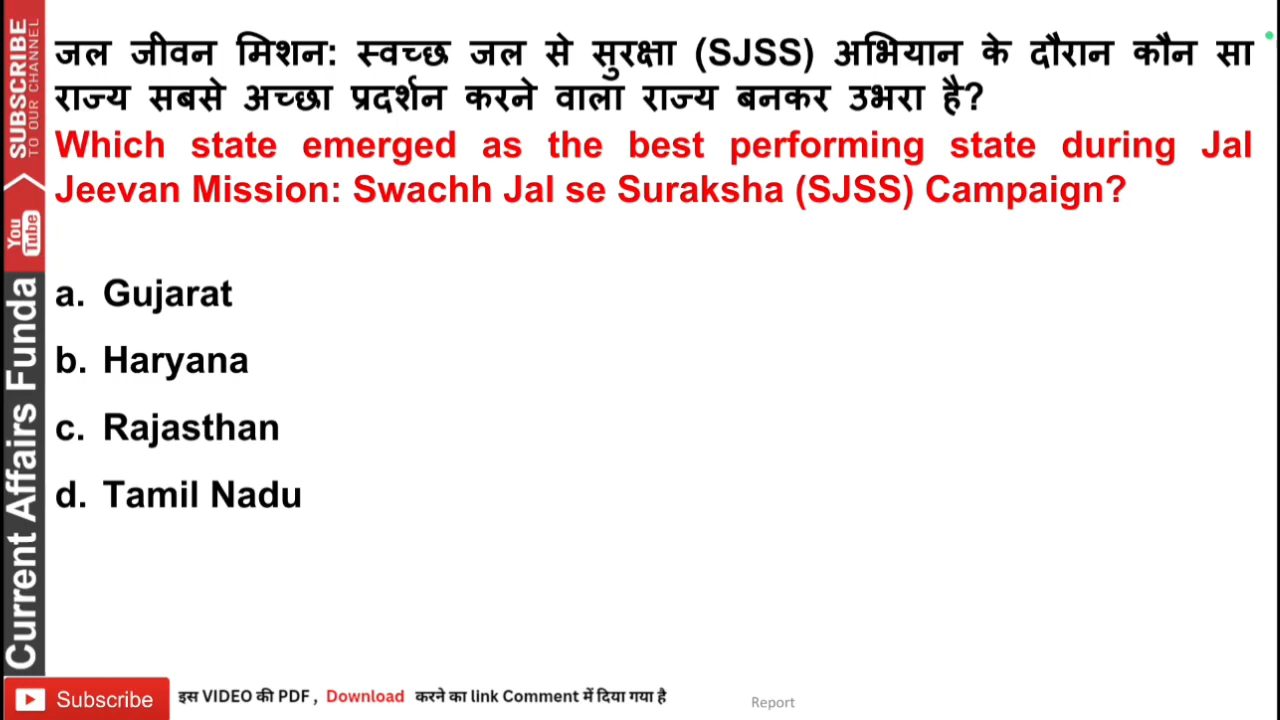 जल जीवन मिशन: स्वच्छ जल से सुरक्षा (SJSS) अभियान के दौरान कौन सा
राज्य सबसे अच्छा प्रदर्शन करने वाला राज्य बनकर उभरा है?
Which state emerged as the best performing state during Jal
Jeevan Mission: Swachh Jal se Suraksha (SJSS) Campaign?
a. Gujarat
b. Haryana
c. Rajasthan
d. Tamil Nadu
SUBSCRIBE
TO OUR CHANNEL
You
Tube
Current Affairs Funda
Subscribe
इस VIDEO की PDF , Download करने का link Comment में दिया गया है
Report